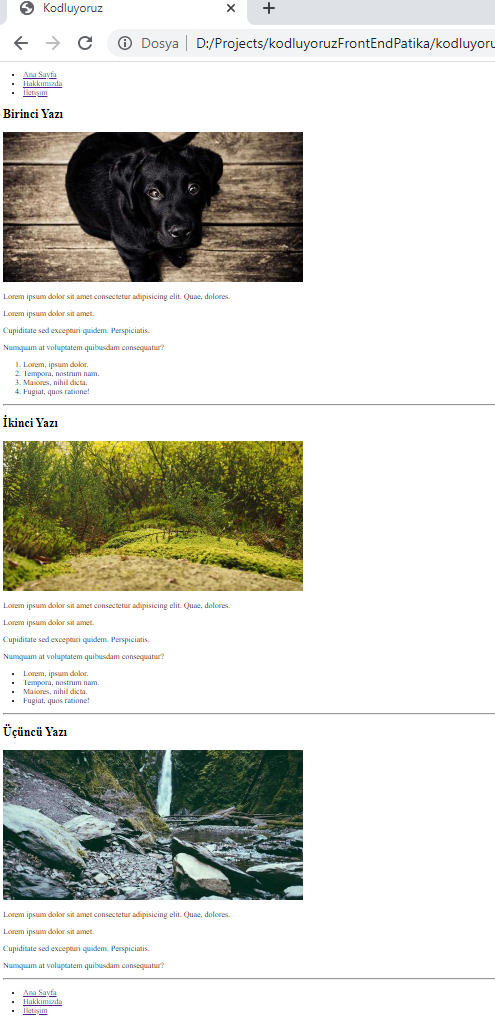 Kodluyoruz
Dosya D:/Projects/kodluyoruzFrontEndPatika/kodluyoru
Ana Sayfa
Hakkımızda
İletişim
Birinci Yazı
Lorem ipsum dolor sit amet consectetur adipisicing elit. Quae, dolores.
Lorem ipsum dolor sit amet.
Cupiditate sed excepturi quidem. Perspiciatis.
Numquam at voluptatem quibusdam consequatur?
1. Lorem, ipsum dolor.
2. Tempora, nostrum nam.
3. Maiores, nihil dicta.
4. Fugiat, quos ratione!
İkinci Yazı
Lorem ipsum dolor sit amet consectetur adipisicing elit. Quae, dolores.
Lorem ipsum dolor sit amet.
Cupiditate sed excepturi quidem. Perspiciatis.
Numquam at voluptatem quibusdam consequatur?
Lorem, ipsum dolor.
Tempora, nostrum nam.
Maiores, nihil dicta.
Fugiat, quos ratione!
Üçüncü Yazı
Lorem ipsum dolor sit amet consectetur adipisicing elit. Quae, dolores.
Lorem ipsum dolor sit amet.
Cupiditate sed excepturi quidem. Perspiciatis.
Numquam at voluptatem quibusdam consequatur?
Ana Sayfa
Hakkımızda
İletişim